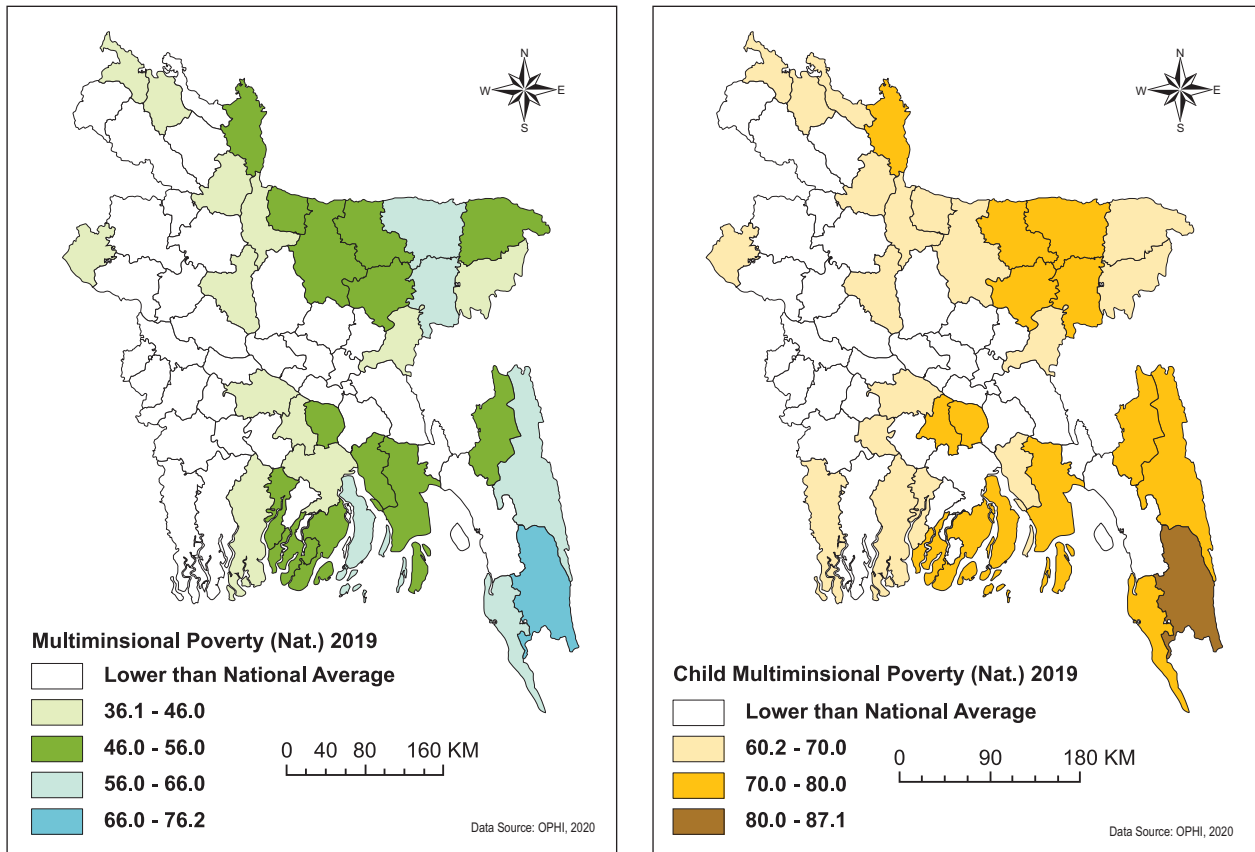 N
W E
S
Multiminsional Poverty (Nat.) 2019
Lower than National Average
36.1 - 46.0
46.0 - 56.0
56.0 - 66.0
66.0 - 76.2
0 40 80 160 KM
Data Source: OPHI, 2020
N
W E
S
Child Multiminsional Poverty (Nat.) 2019
Lower than National Average
60.2 - 70.0
70.0 - 80.0
80.0 - 87.1
0 90 180 KM
Data Source: OPHI, 2020